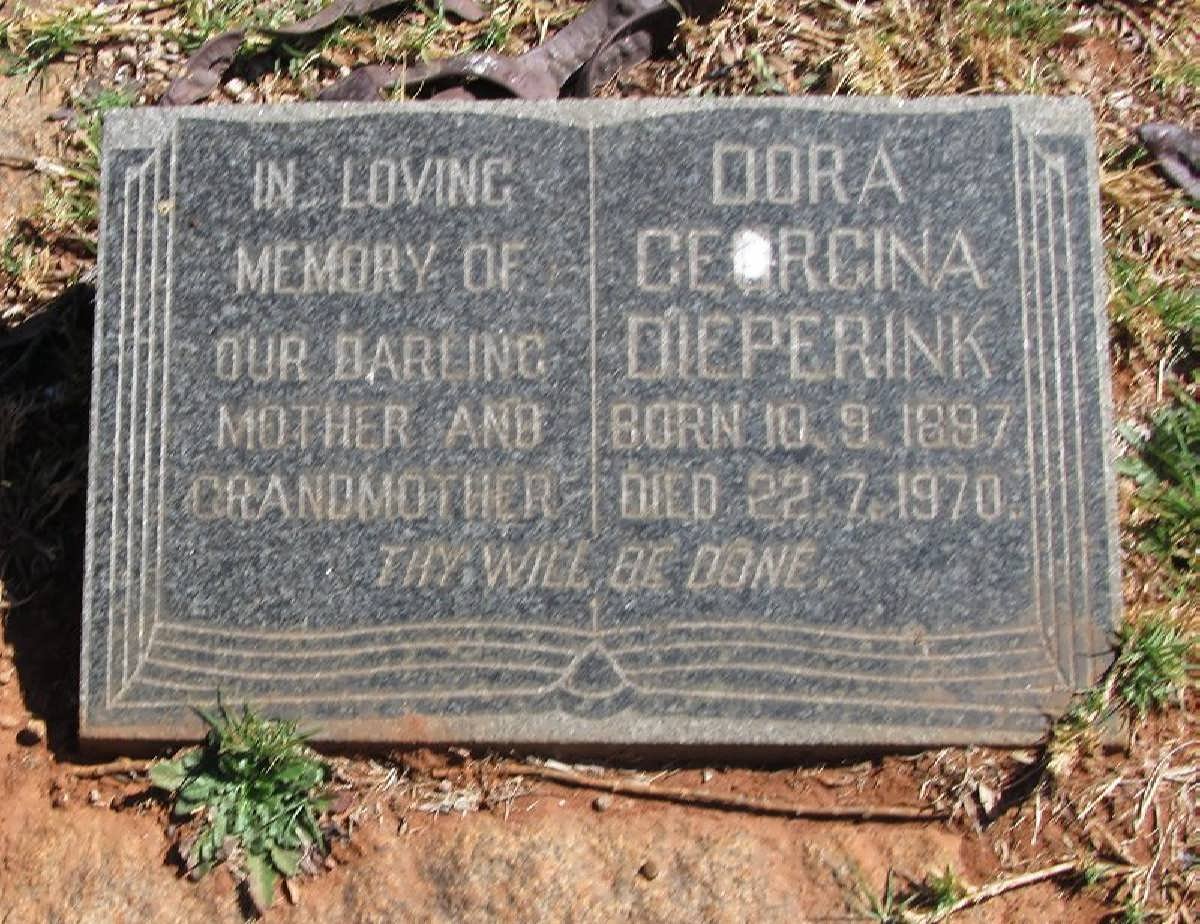 IN LOVING
MEMORY OF
OUR DARLING
MOTHER AND
GRANDMOTHER
DORA
GEORGINA
DIEPERINK
BORN 10.9.1897
DIED 22.7.1970.
THY WILL BE DONE.